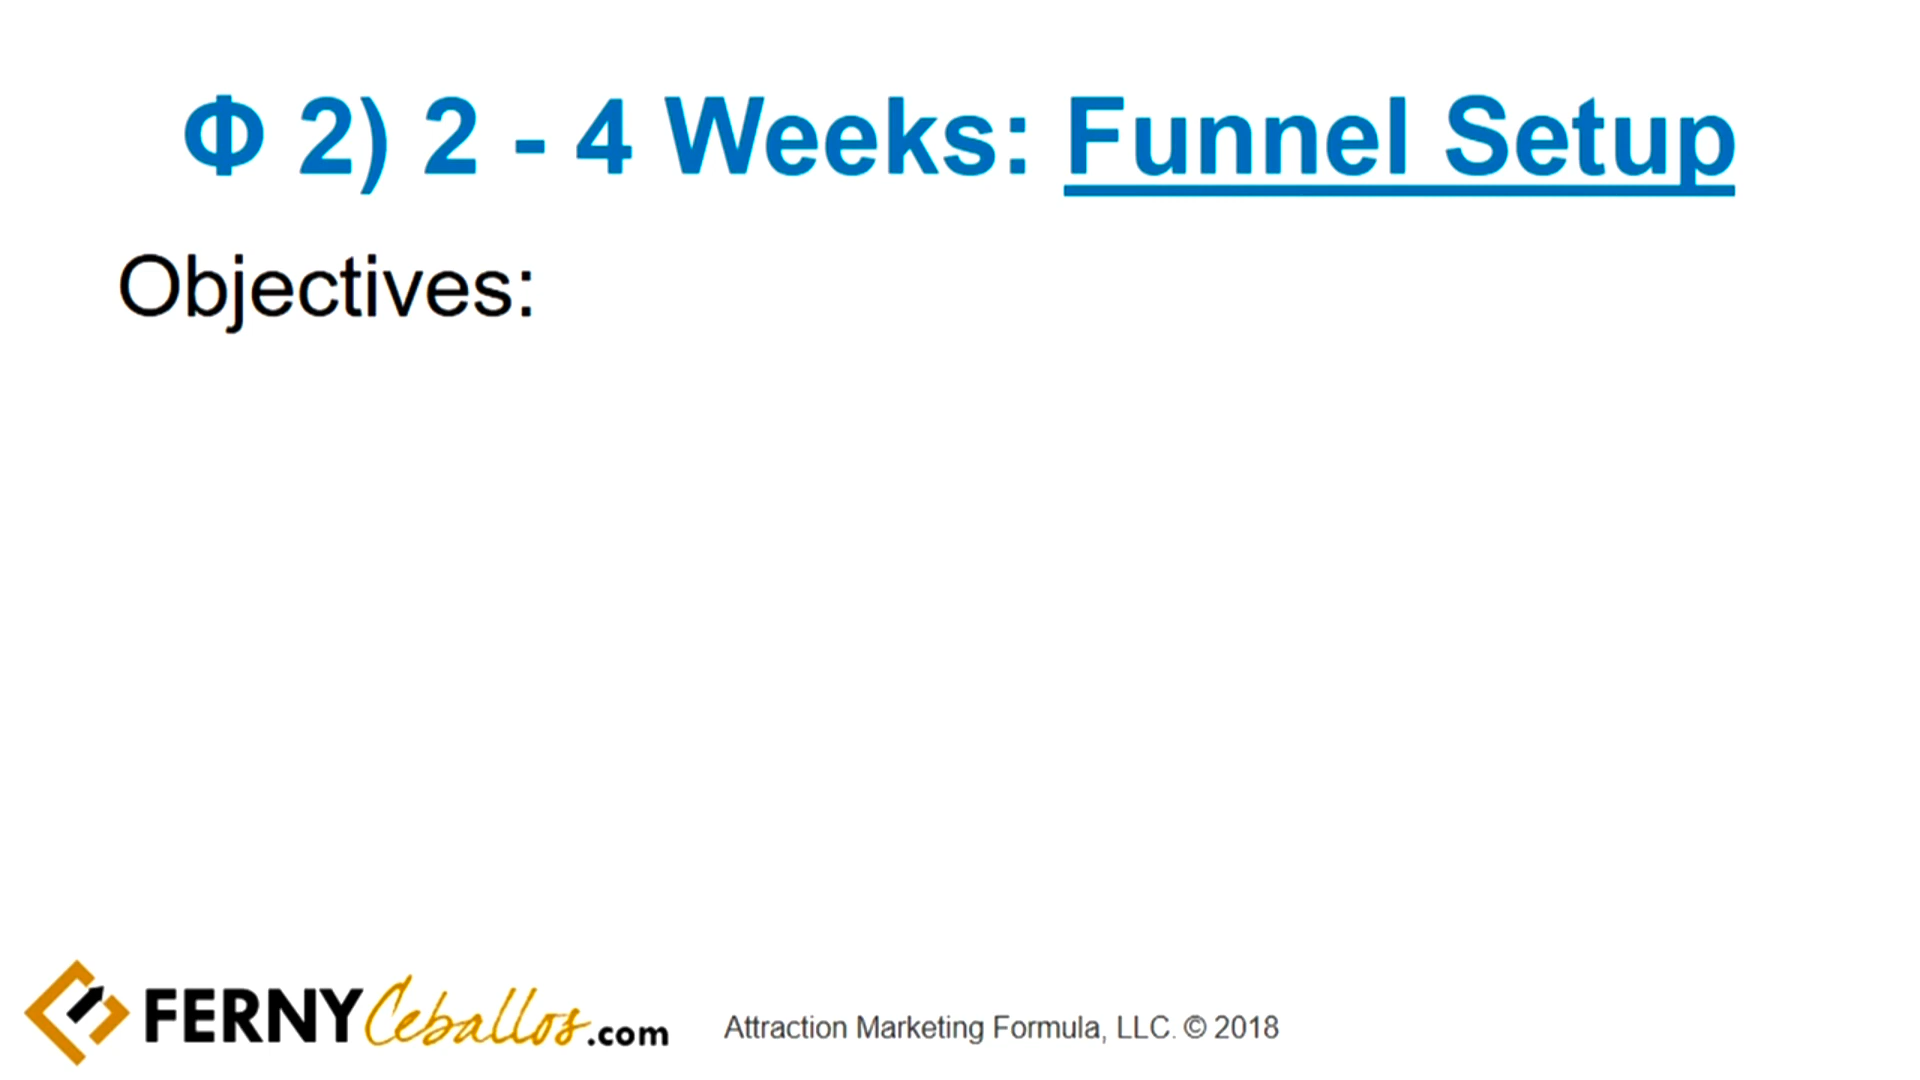 Φ 2) 2 - 4 Weeks: Funnel Setup
Objectives:
FERNY Ceballos .com
Attraction Marketing Formula, LLC. © 2018